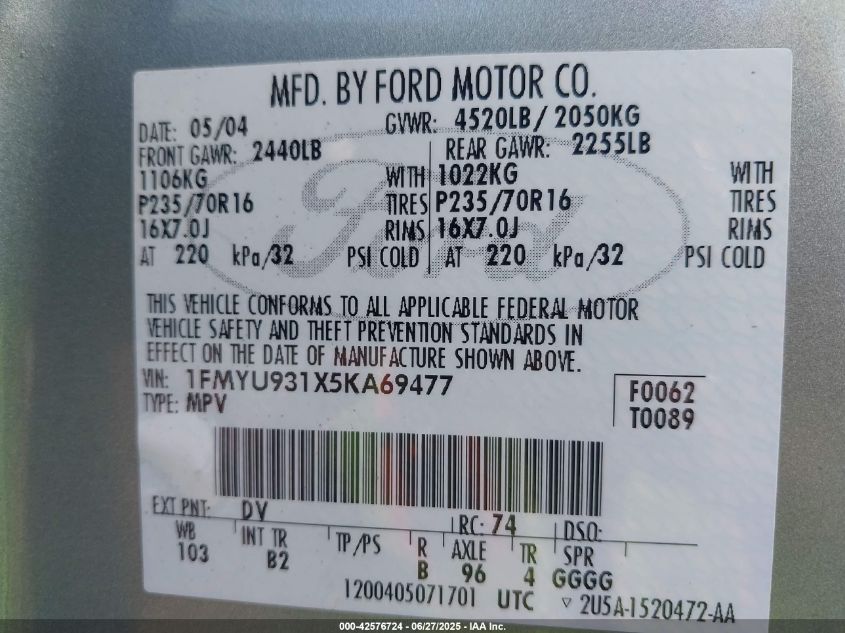 MFD. BY FORD MOTOR CO.
DATE: 05/04 GVWR: 4520LB/ 2050KG
FRONT GAWR: 2440LB REAR GAWR: 2255LB
1106KG WITH 1022KG WITH
P235/70R16 TIRES P235/70R16 TIRES
16X7.0J RIMS 16X7.0J RIMS
AT 220 kPa/32 PSI COLD AT 220 kPa/32 PSI COLD
Ford
THIS VEHICLE CONFORMS TO ALL APPLICABLE FEDERAL MOTOR
VEHICLE SAFETY AND THEFT PREVENTION STANDARDS IN
EFFECT ON THE DATE OF MANUFACTURE SHOWN ABOVE.
VIN: 1FMYU931X5KA69477
TYPE: MPV
F0062
T0089
EXT PNT: DV RC: 74 DSO:
WB INT TR TP/PS R AXLE TR SPR
103 B2 B 96 4 GGGG
1200405071701 UTC ▽ 2U5A-1520472-AA
000-42576724 - 06/27/2025 - IAA Inc.